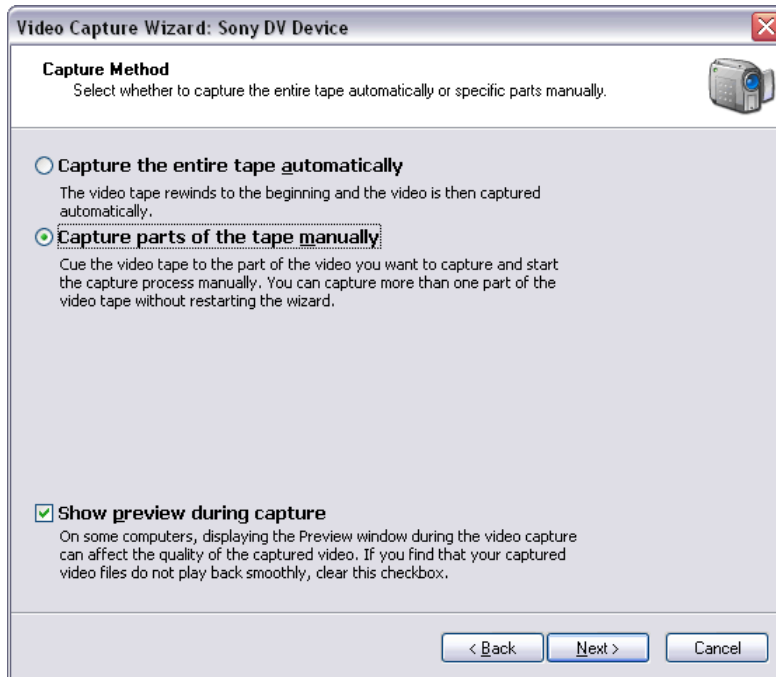 Video Capture Wizard: Sony DV Device
Capture Method
Select whether to capture the entire tape automatically or specific parts manually.
Capture the entire tape automatically
The video tape rewinds to the beginning and the video is then captured
automatically.
Capture parts of the tape manually
Cue the video tape to the part of the video you want to capture and start
the capture process manually. You can capture more than one part of the
video tape without restarting the wizard.
Show preview during capture
On some computers, displaying the Preview window during the video capture
can affect the quality of the captured video. If you find that your captured
video files do not play back smoothly, clear this checkbox.
< Back Next > Cancel